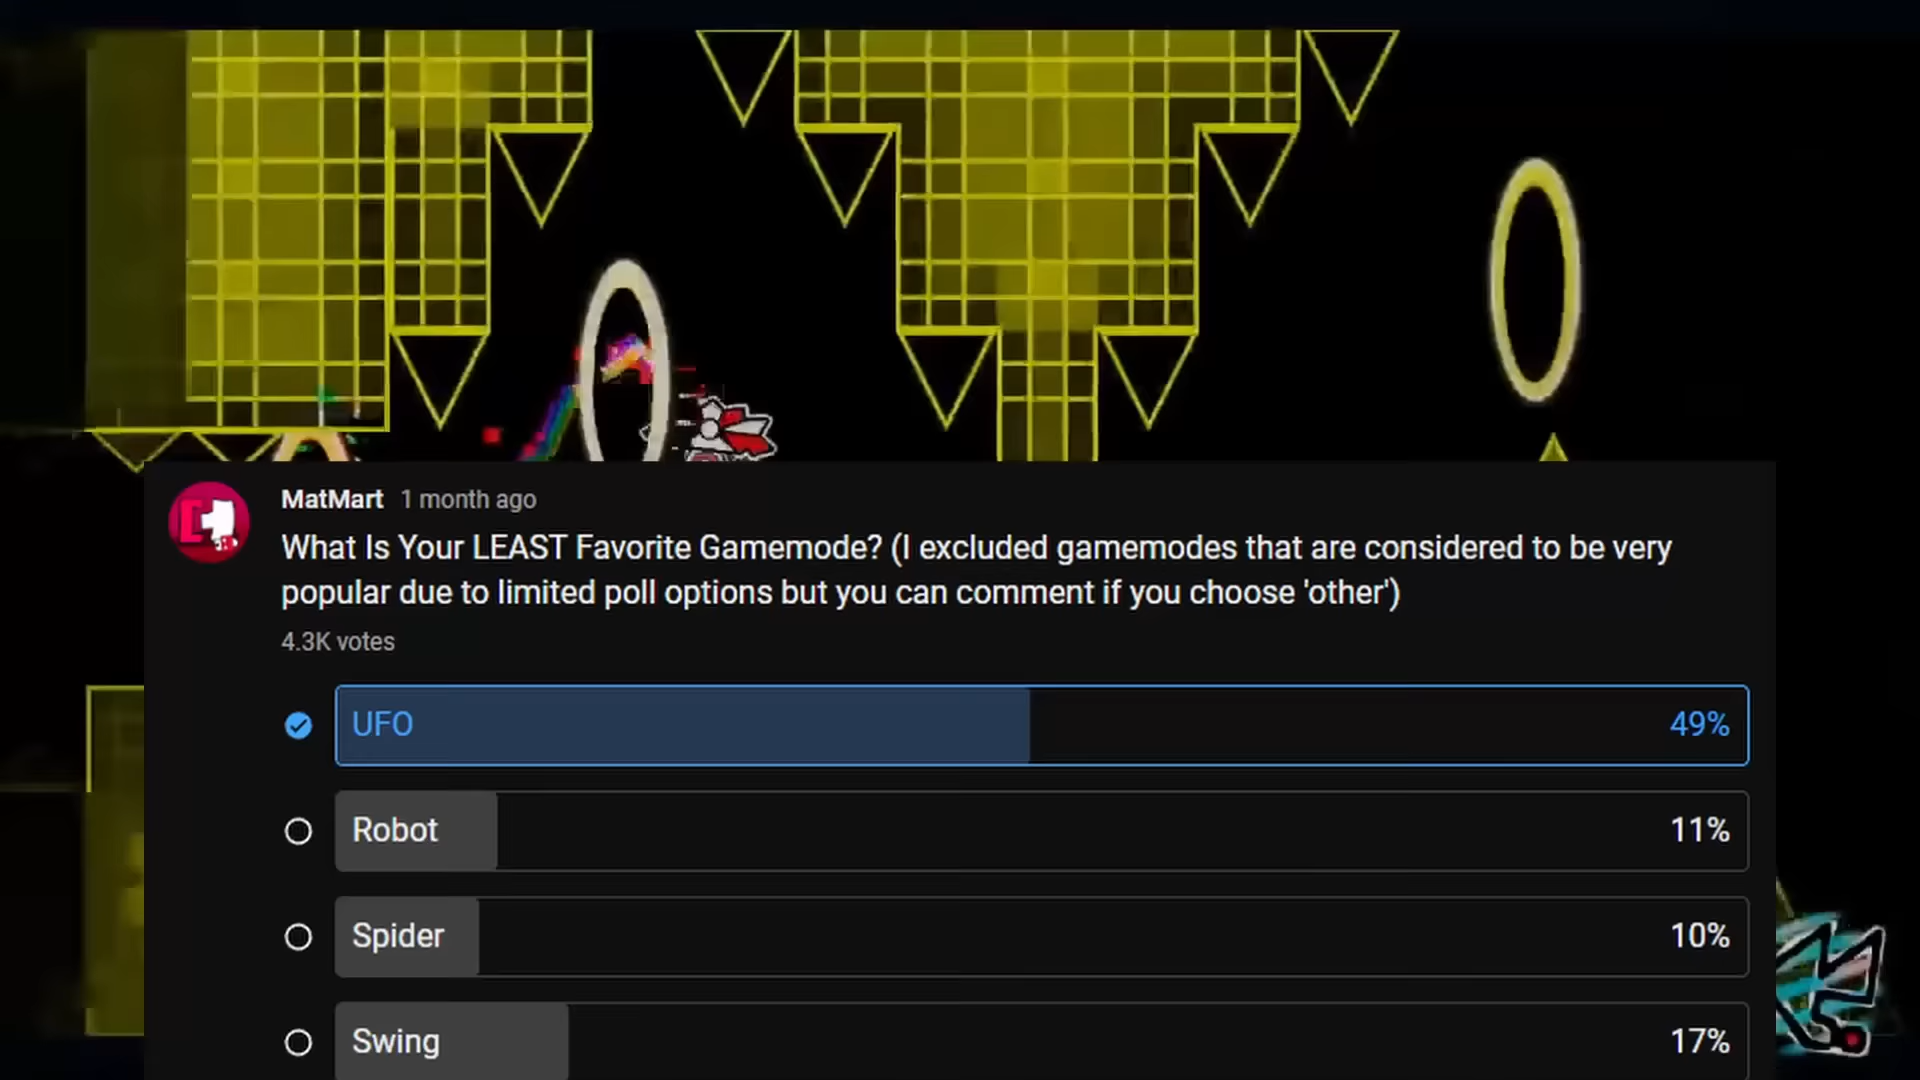 MatMart 1 month ago
What Is Your LEAST Favorite Gamemode? (I excluded gamemodes that are considered to be very
popular due to limited poll options but you can comment if you choose 'other')
4.3K votes
UFO 49%
Robot 11%
Spider 10%
Swing 17%